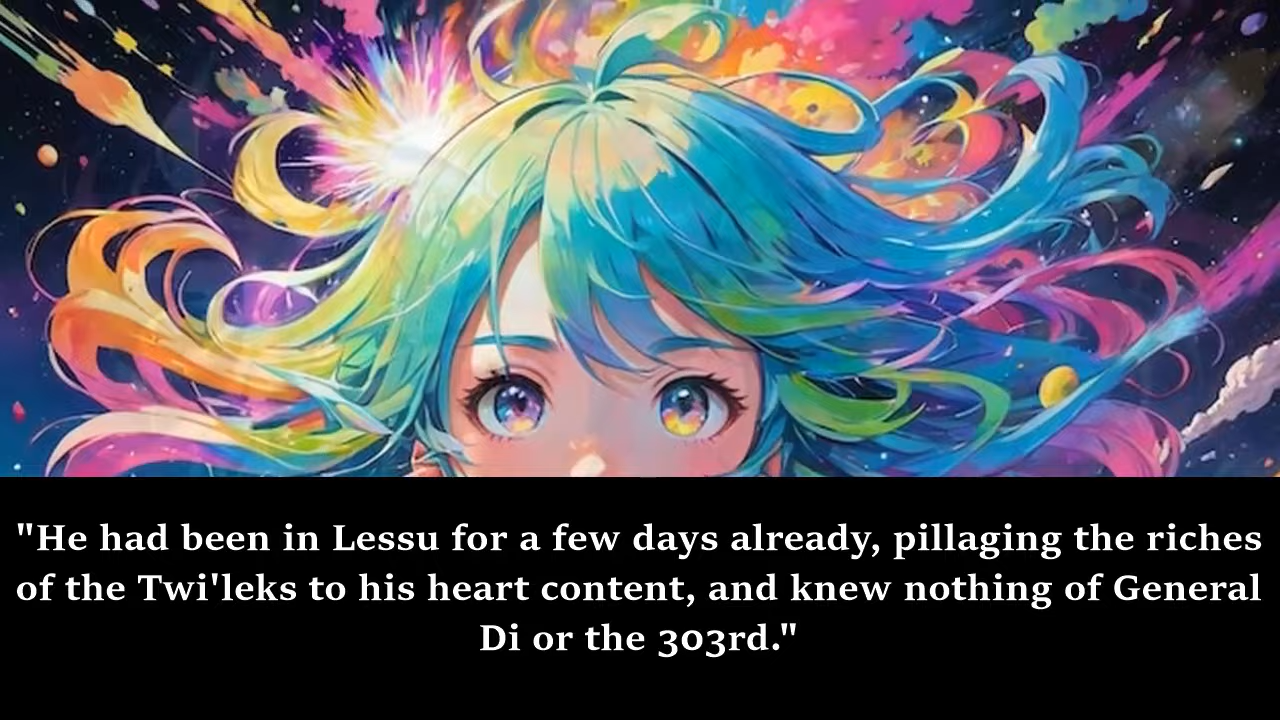 "He had been in Lessu for a few days already, pillaging the riches
of the Twi'leks to his heart content, and knew nothing of General
Di or the 303rd."